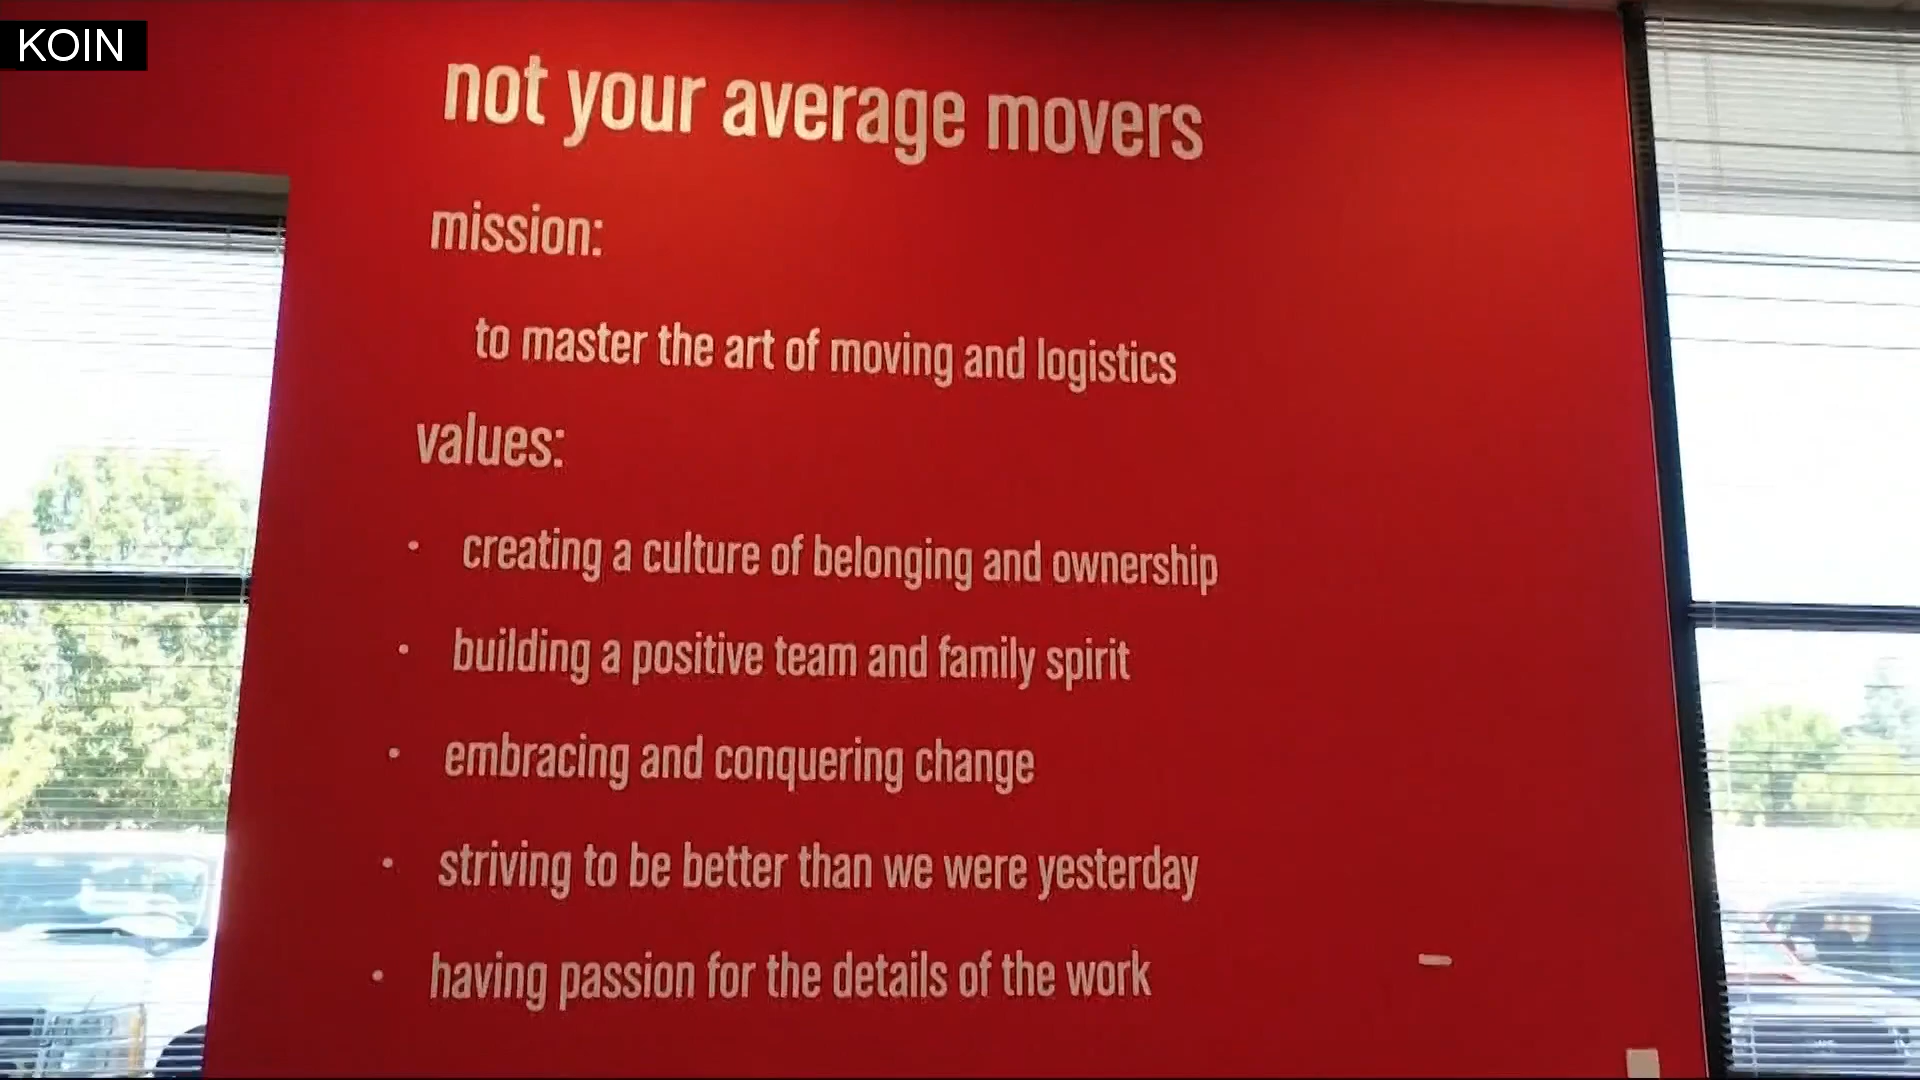 KOIN
not your average movers
mission:
to master the art of moving and logistics
values:
• creating a culture of belonging and ownership
• building a positive team and family spirit
• embracing and conquering change
• striving to be better than we were yesterday
• having passion for the details of the work